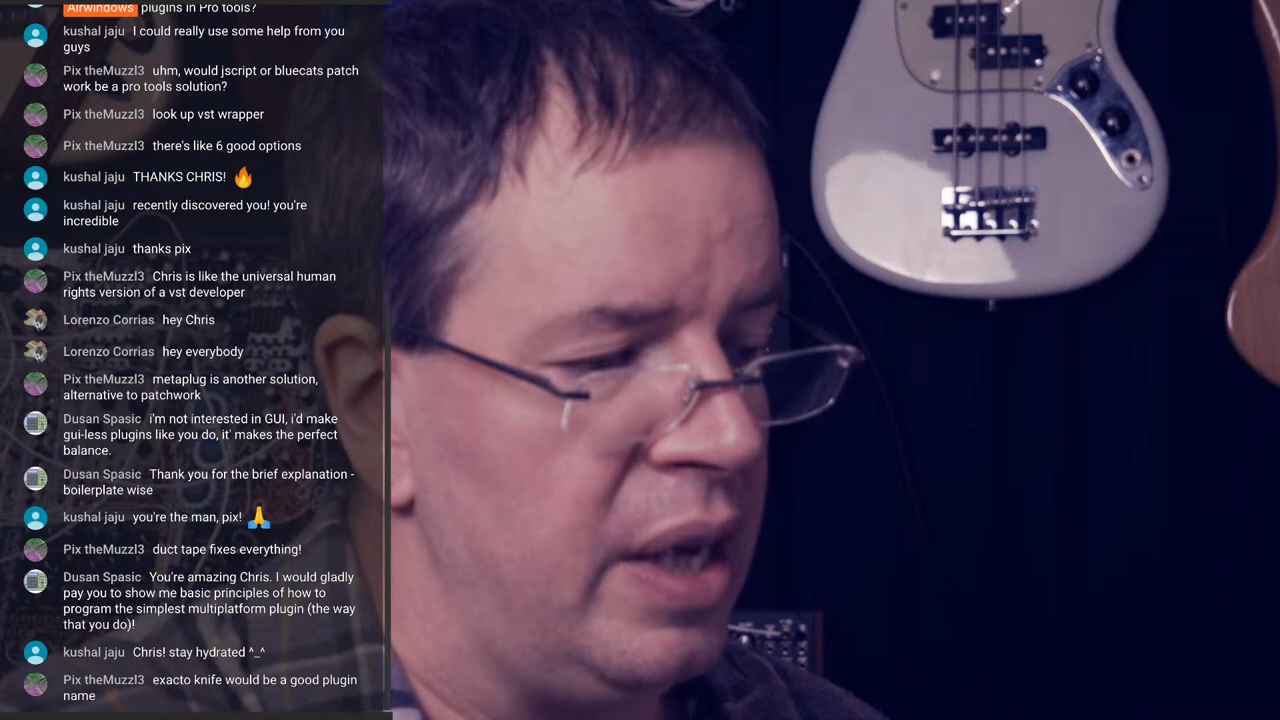 Airwindows plugins in Pro tools?
kushal jaju I could really use some help from you
guys
Pix theMuzzl3 uhm, would jscript or bluecats patch
work be a pro tools solution?
Pix theMuzzl3 look up vst wrapper
Pix theMuzzl3 there's like 6 good options
kushal jaju THANKS CHRIS! 🔥
kushal jaju recently discovered you! you're
incredible
kushal jaju thanks pix
Pix theMuzzl3 Chris is like the universal human
rights version of a vst developer
Lorenzo Corrias hey Chris
Lorenzo Corrias hey everybody
Pix theMuzzl3 metaplug is another solution,
alternative to patchwork
Dusan Spasic i'm not interested in GUI, i'd make
gui-less plugins like you do, it' makes the perfect
balance.
Dusan Spasic Thank you for the brief explanation -
boilerplate wise
kushal jaju you're the man, pix! 🙏
Pix theMuzzl3 duct tape fixes everything!
Dusan Spasic You're amazing Chris. I would gladly
pay you to show me basic principles of how to
program the simplest multiplatform plugin (the way
that you do)!
kushal jaju Chris! stay hydrated ^_^
Pix theMuzzl3 exacto knife would be a good plugin
name